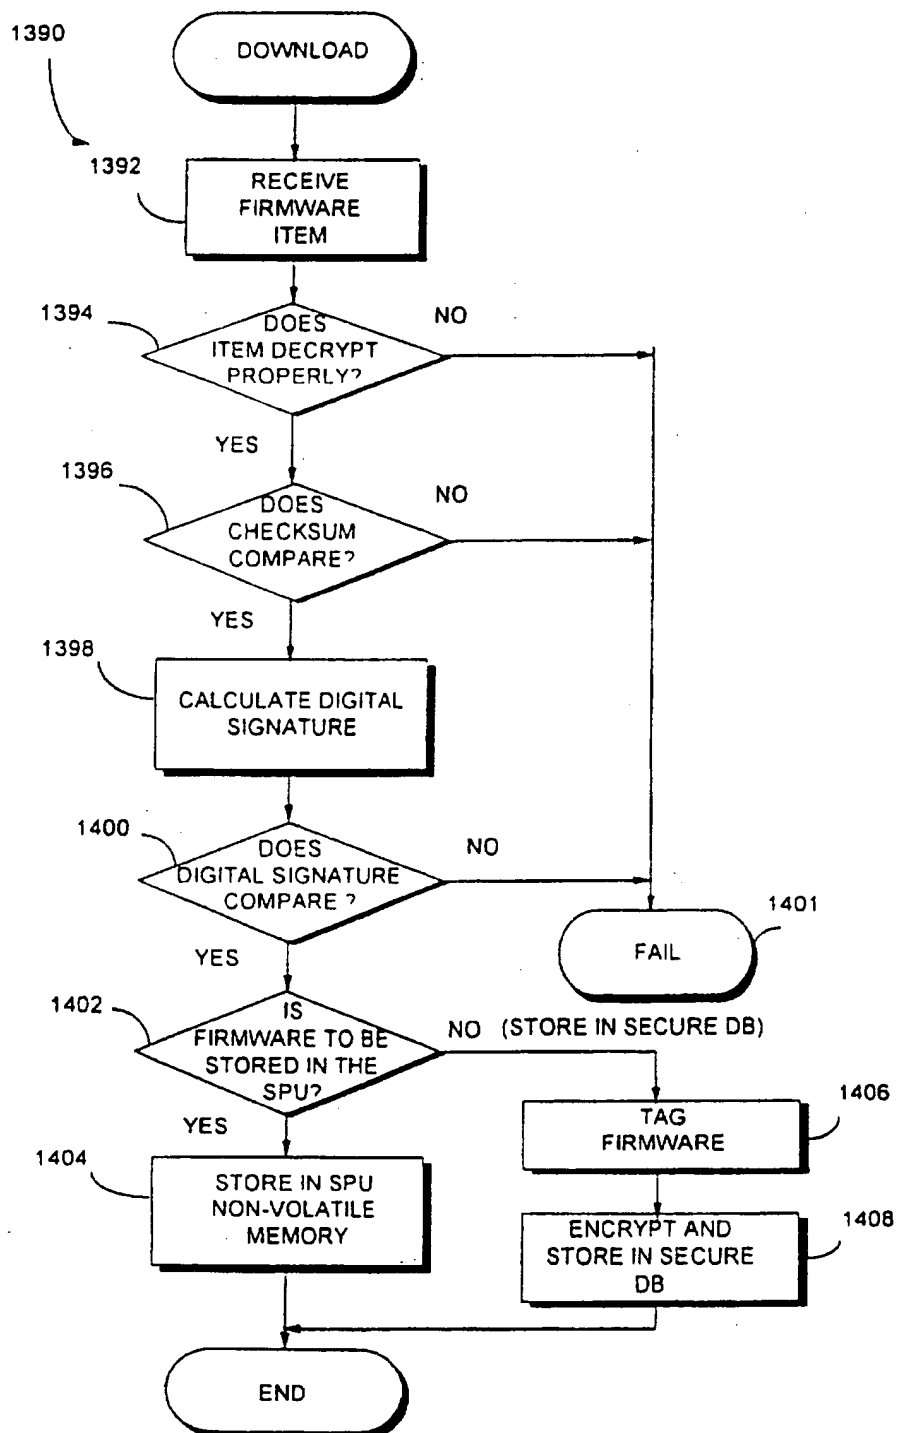 1390
DOWNLOAD
1392
RECEIVE
FIRMWARE
ITEM
1394
DOES
ITEM DECRYPT
PROPERLY?
NO
YES
1396
DOES
CHECKSUM
COMPARE?
NO
YES
1398
CALCULATE DIGITAL
SIGNATURE
1400
DOES
DIGITAL SIGNATURE
COMPARE ?
NO
YES
1401
FAIL
1402
IS
FIRMWARE TO BE
STORED IN THE
SPU?
NO (STORE IN SECURE DB)
YES
1406
TAG
FIRMWARE
1404
STORE IN SPU
NON-VOLATILE
MEMORY
1408
ENCRYPT AND
STORE IN SECURE
DB
END